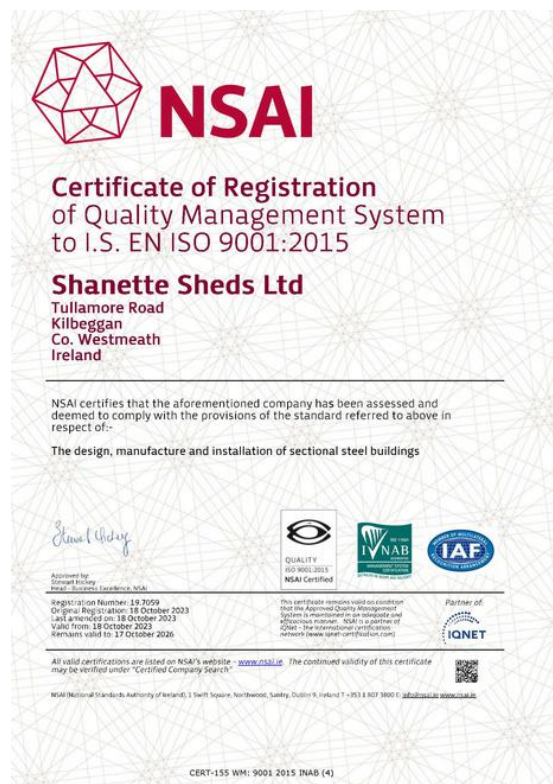 NSAI
Certificate of Registration
of Quality Management System
to I.S. EN ISO 9001:2015
Shanette Sheds Ltd
Tullamore Road
Kilbeggan
Co. Westmeath
Ireland
NSAI certifies that the aforementioned company has been assessed and
deemed to comply with the provisions of the standard referred to above in
respect of:-
The design, manufacture and installation of sectional steel buildings
Approved by:
Stewart Hickey
Head - Business Excellence, NSAI
QUALITY
ISO 9001:2015
NSAI Certified
INAB
MANAGEMENT SYSTEM
CERTIFICATION
MEMBER OF MULTILATERAL
IAF
RECOGNITION ARRANGEMENT
Registration Number: 19.7059
Original Registration: 18 October 2023
Last amended on: 18 October 2023
Valid from: 18 October 2023
Remains valid to: 17 October 2026
This certificate remains valid on condition
that the Approved Quality Management
System is maintained in an adequate and
efficacious manner. NSAI is a partner of
IQNet - the international certification
network (www.iqnet-certification.com)
Partner of:
IQNET
All valid certifications are listed on NSAI's website - www.nsai.ie. The continued validity of this certificate
may be verified under "Certified Company Search"
NSAI (National Standards Authority of Ireland), 1 Swift Square, Northwood, Santry, Dublin 9, Ireland T +353 1 807 3800 E: info@nsai.ie www.nsai.ie
CERT-155 WM: 9001 2015 INAB (4)